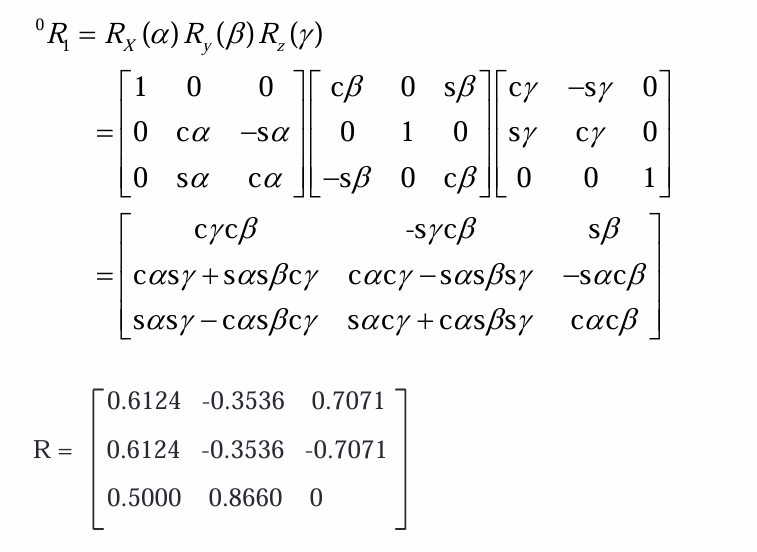 ⁰R₁ = R_X(α) R_y(β) R_z(γ)
= [1 0 0] [cβ 0 sβ] [cγ −sγ 0]
[0 cα −sα] [0 1 0] [sγ cγ 0]
[0 sα cα] [−sβ 0 cβ] [0 0 1]
= [cγcβ -sγcβ sβ]
[cαsγ + sαsβcγ cαcγ − sαsβsγ −sαcβ]
[sαsγ − cαsβcγ sαcγ + cαsβsγ cαcβ]
R = [0.6124 -0.3536 0.7071]
[0.6124 -0.3536 -0.7071]
[0.5000 0.8660 0]